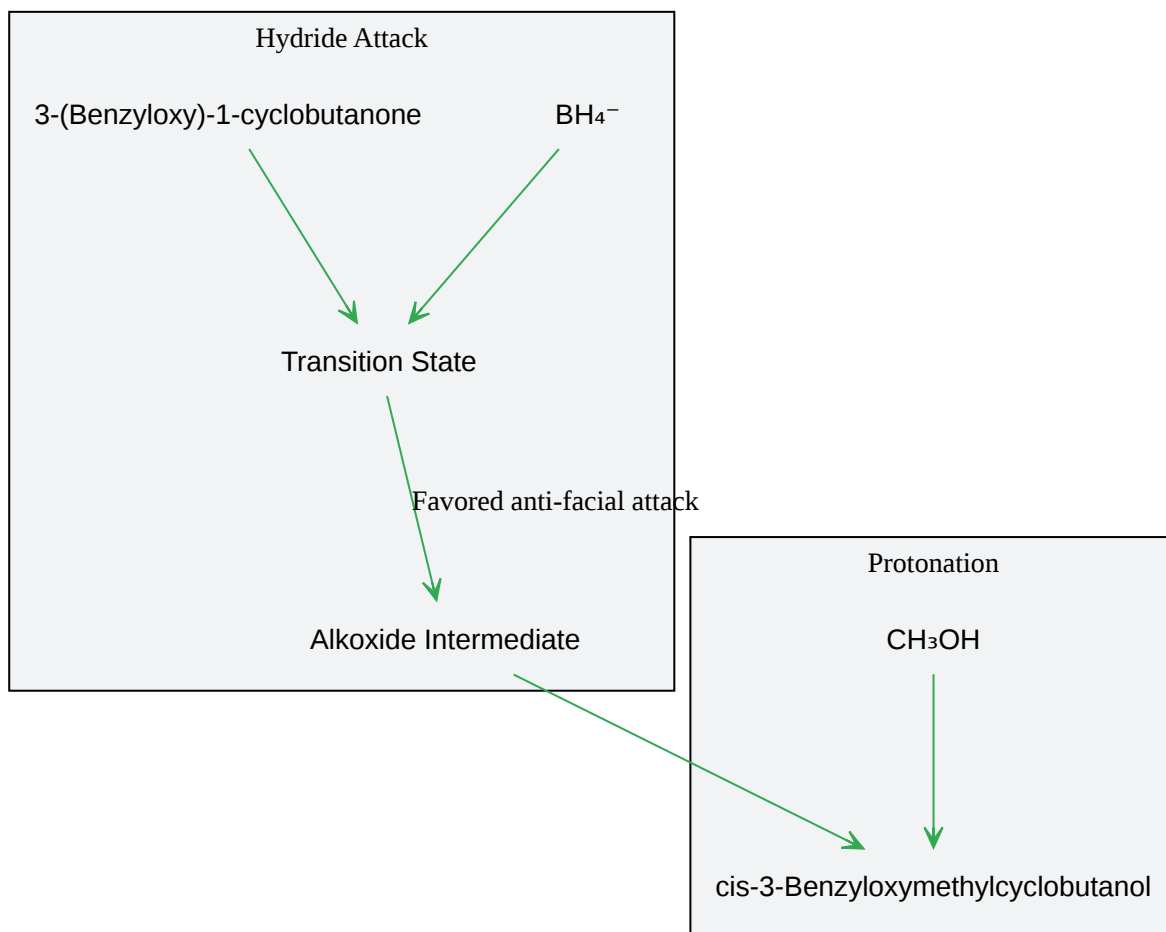 Hydride Attack
3-(Benzyloxy)-1-cyclobutanone
BH₄⁻
Transition State
Favored anti-facial attack
Alkoxide Intermediate
Protonation
CH₃OH
cis-3-Benzyloxymethylcyclobutanol